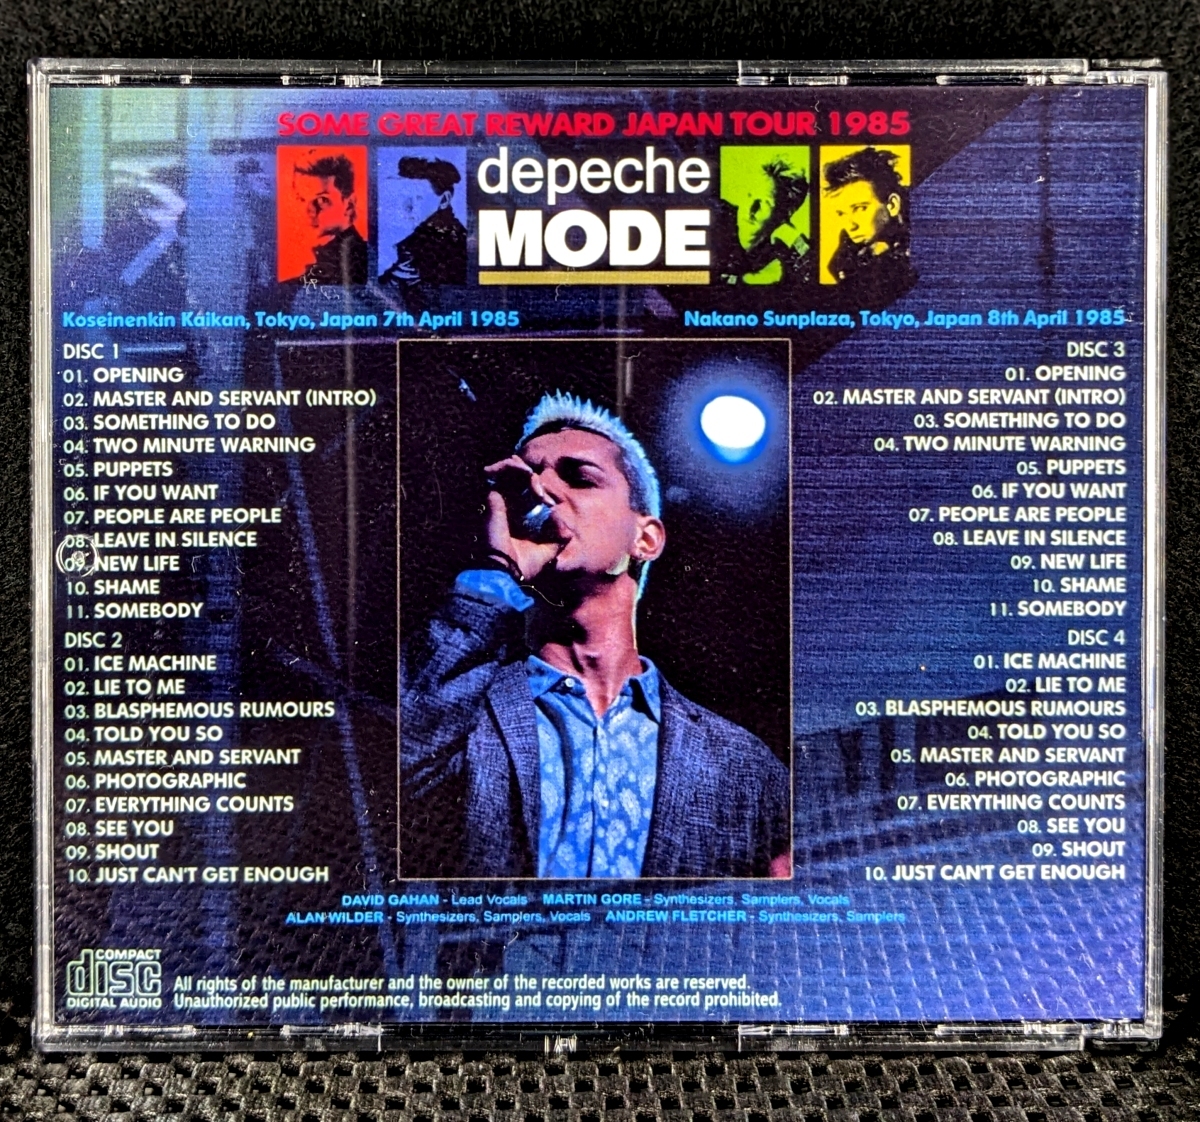 SOME GREAT REWARD JAPAN TOUR 1985
depeche
MODE
Koseinenkin Kaikan, Tokyo, Japan 7th April 1985
DISC 1
01. OPENING
02. MASTER AND SERVANT (INTRO)
03. SOMETHING TO DO
04. TWO MINUTE WARNING
05. PUPPETS
06. IF YOU WANT
07. PEOPLE ARE PEOPLE
08. LEAVE IN SILENCE
09. NEW LIFE
10. SHAME
11. SOMEBODY
DISC 2
01. ICE MACHINE
02. LIE TO ME
03. BLASPHEMOUS RUMOURS
04. TOLD YOU SO
05. MASTER AND SERVANT
06. PHOTOGRAPHIC
07. EVERYTHING COUNTS
08. SEE YOU
09. SHOUT
10. JUST CAN'T GET ENOUGH
Nakano Sunplaza, Tokyo, Japan 8th April 1985
DISC 3
01. OPENING
02. MASTER AND SERVANT (INTRO)
03. SOMETHING TO DO
04. TWO MINUTE WARNING
05. PUPPETS
06. IF YOU WANT
07. PEOPLE ARE PEOPLE
08. LEAVE IN SILENCE
09. NEW LIFE
10. SHAME
11. SOMEBODY
DISC 4
01. ICE MACHINE
02. LIE TO ME
03. BLASPHEMOUS RUMOURS
04. TOLD YOU SO
05. MASTER AND SERVANT
06. PHOTOGRAPHIC
07. EVERYTHING COUNTS
08. SEE YOU
09. SHOUT
10. JUST CAN'T GET ENOUGH
DAVID GAHAN - Lead Vocals MARTIN GORE - Synthesizers, Samplers, Vocals
ALAN WILDER - Synthesizers, Samplers, Vocals ANDREW FLETCHER - Synthesizers, Samplers
COMPACT
disc
DIGITAL AUDIO
All rights of the manufacturer and the owner of the recorded works are reserved.
Unauthorized public performance, broadcasting and copying of the record prohibited.